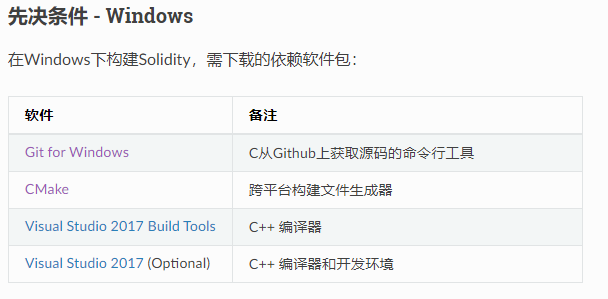 先决条件 - Windows
在Windows下构建Solidity，需下载的依赖软件包：
软件 备注
Git for Windows C从Github上获取源码的命令行工具
CMake 跨平台构建文件生成器
Visual Studio 2017 Build Tools C++ 编译器
Visual Studio 2017 (Optional) C++ 编译器和开发环境